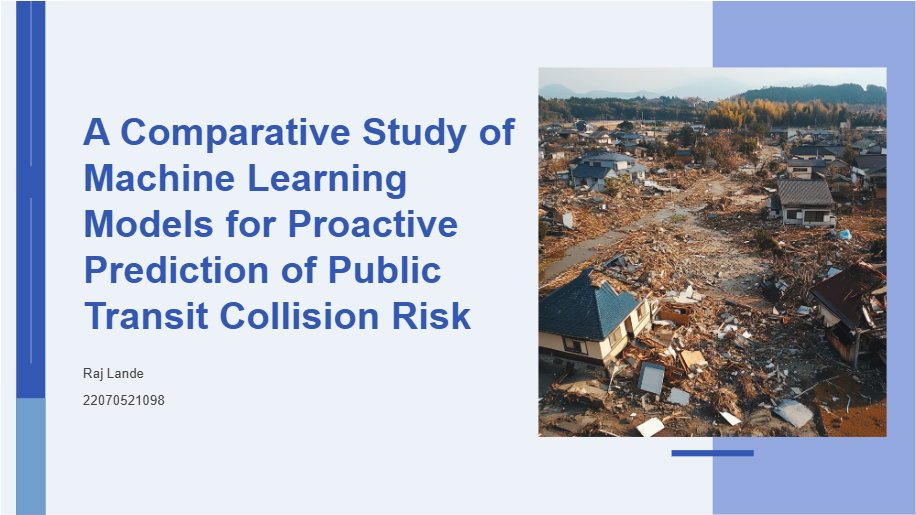 A Comparative Study of
Machine Learning
Models for Proactive
Prediction of Public
Transit Collision Risk
Raj Lande
22070521098